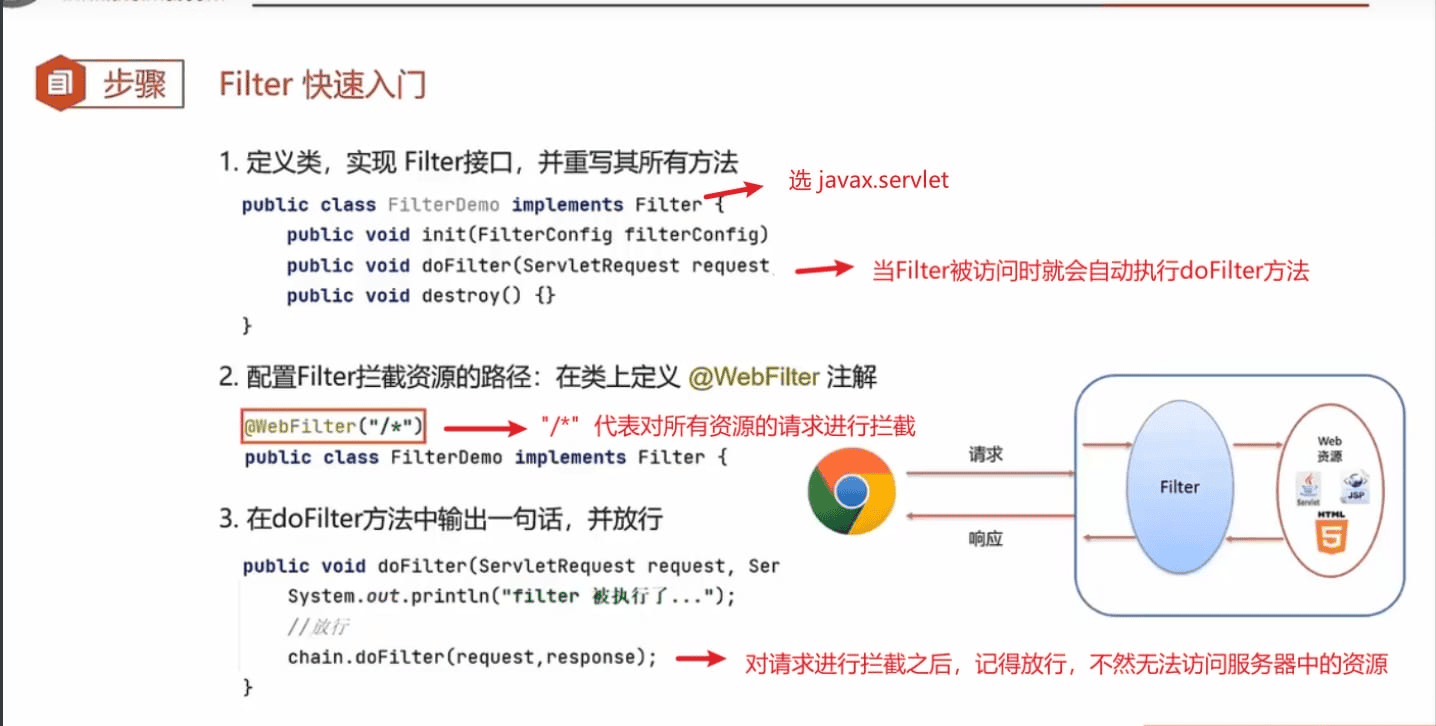 步骤
Filter 快速入门
1. 定义类，实现 Filter接口，并重写其所有方法
选 javax.servlet
public class FilterDemo implements Filter {
public void init(FilterConfig filterConfig)
public void doFilter(ServletRequest request
当Filter被访问时就会自动执行doFilter方法
public void destroy() {}
}
2. 配置Filter拦截资源的路径：在类上定义 @WebFilter 注解
@WebFilter("/*")
"/*" 代表对所有资源的请求进行拦截
public class FilterDemo implements Filter {
请求
响应
Filter
Web
资源
Servlet
JSP
HTML
5
3. 在doFilter方法中输出一句话，并放行
public void doFilter(ServletRequest request, Ser
System.out.println("filter 被执行了...");
//放行
chain.doFilter(request,response);
对请求进行拦截之后，记得放行，不然无法访问服务器中的资源
}